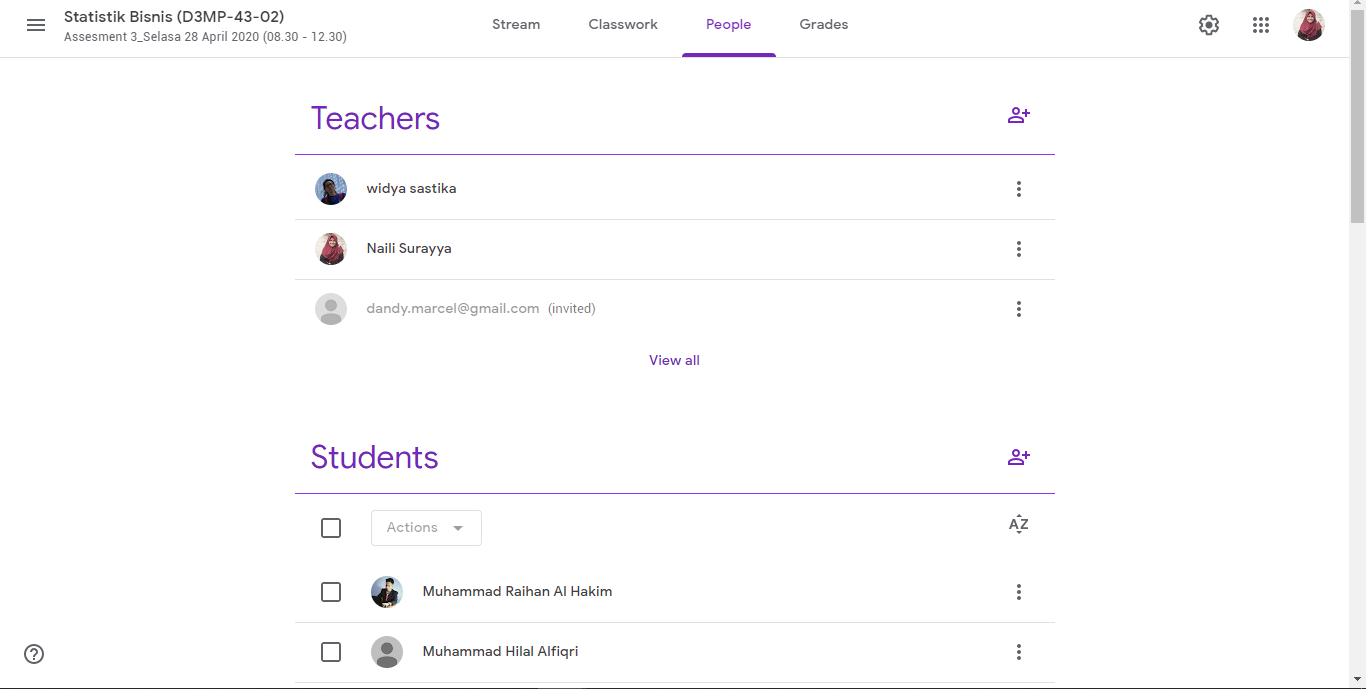 Statistik Bisnis (D3MP-43-02)
Assesment 3_Selasa 28 April 2020 (08.30 - 12.30)
Stream
Classwork
People
Grades
Teachers
widya sastika
Naili Surayya
dandy.marcel@gmail.com (invited)
View all
Students
Actions
AZ
Muhammad Raihan Al Hakim
Muhammad Hilal Alfiqri